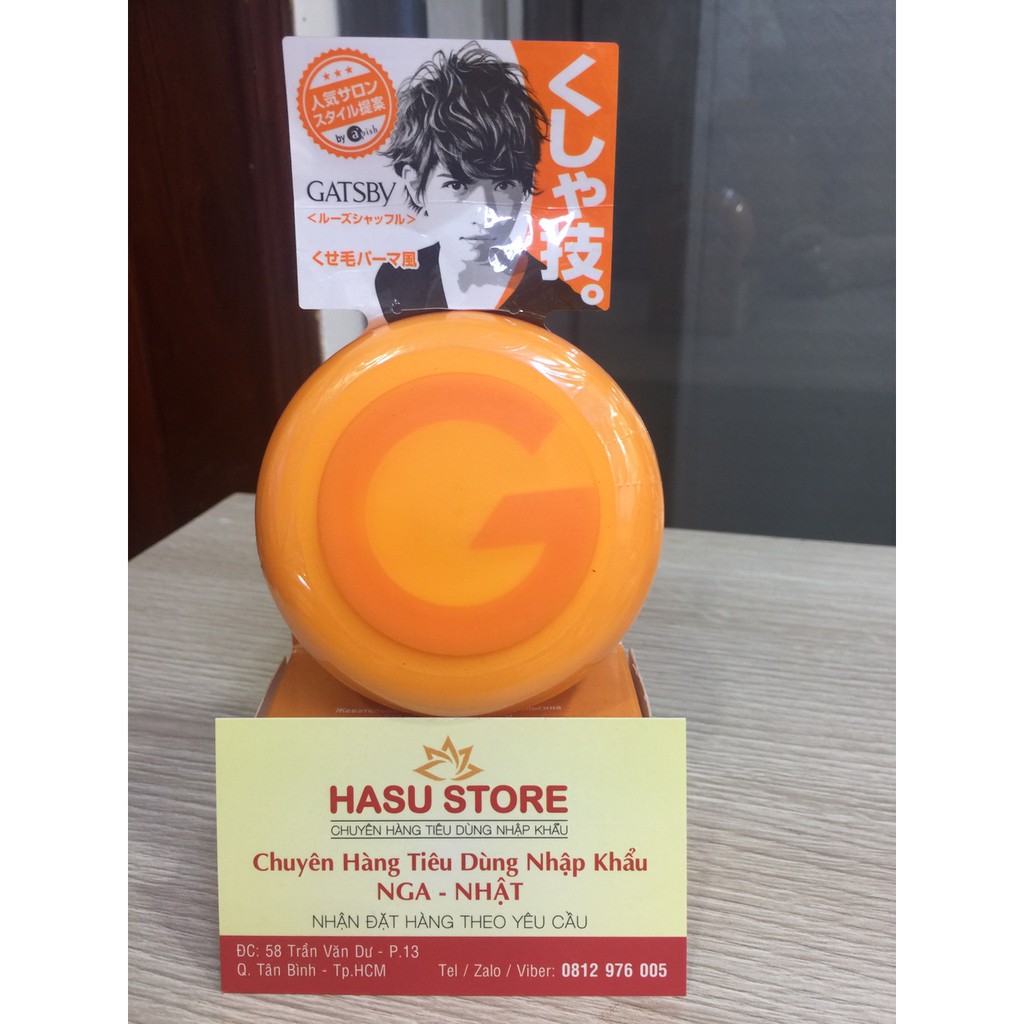 人気サロン
スタイル提案
by apish
GATSBY
<ルーズシャッフル>
くせ毛パーマ風
くしゃ技。
G
HASU STORE
CHUYÊN HÀNG TIÊU DÙNG NHẬP KHẨU
Chuyên Hàng Tiêu Dùng Nhập Khẩu
NGA - NHẬT
NHẬN ĐẶT HÀNG THEO YÊU CẦU
ĐC: 58 Trần Văn Dư - P.13
Q. Tân Bình - Tp.HCM
Tel / Zalo / Viber: 0812 976 005